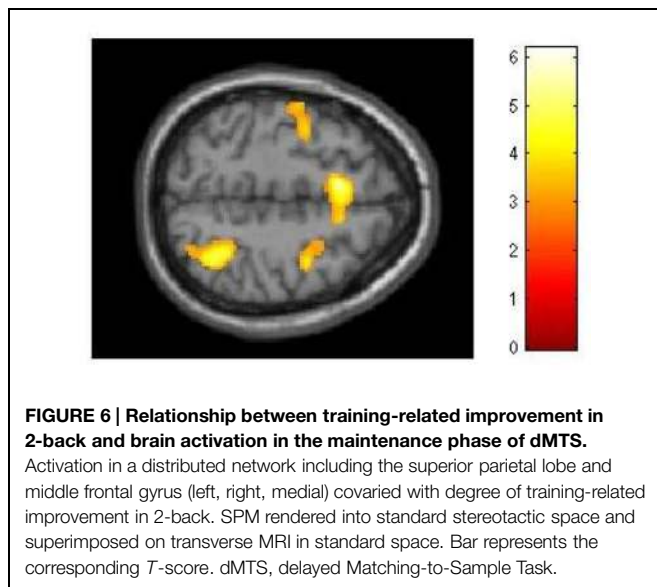 6
5
4
3
2
1
0
FIGURE 6 | Relationship between training-related improvement in
2-back and brain activation in the maintenance phase of dMTS.
Activation in a distributed network including the superior parietal lobe and
middle frontal gyrus (left, right, medial) covaried with degree of training-related
improvement in 2-back. SPM rendered into standard stereotactic space and
superimposed on transverse MRI in standard space. Bar represents the
corresponding T-score. dMTS, delayed Matching-to-Sample Task.